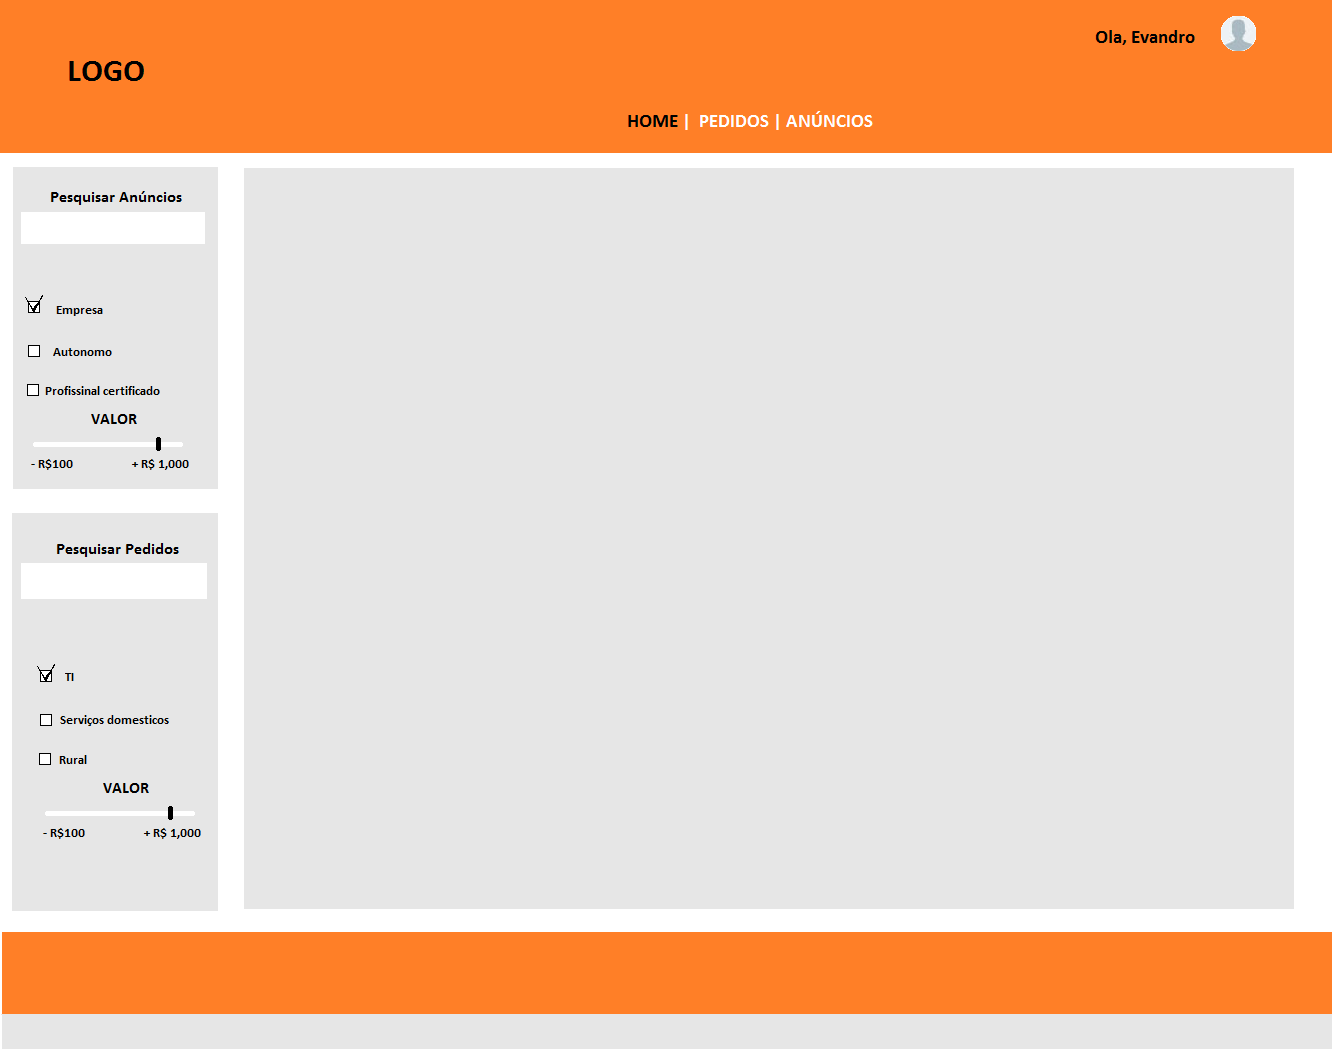 Ola, Evandro
LOGO
HOME | PEDIDOS | ANÚNCIOS
Pesquisar Anúncios
Empresa
Autonomo
Profissinal certificado
VALOR
- R$100 + R$ 1,000
Pesquisar Pedidos
TI
Serviços domesticos
Rural
VALOR
- R$100 + R$ 1,000